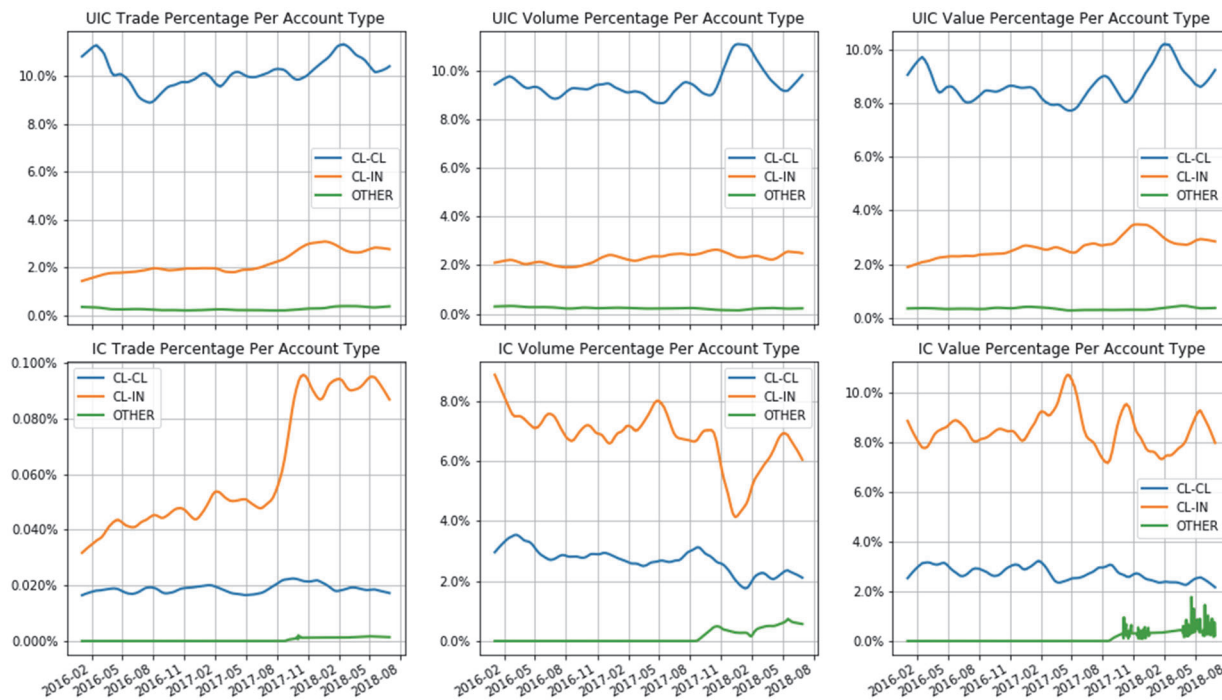 UIC Trade Percentage Per Account Type
10.0%
8.0%
6.0%
4.0%
2.0%
0.0%
CL-CL
CL-IN
OTHER
UIC Volume Percentage Per Account Type
10.0%
8.0%
6.0%
4.0%
2.0%
0.0%
CL-CL
CL-IN
OTHER
UIC Value Percentage Per Account Type
10.0%
8.0%
6.0%
4.0%
2.0%
0.0%
CL-CL
CL-IN
OTHER
IC Trade Percentage Per Account Type
0.100%
0.080%
0.060%
0.040%
0.020%
0.000%
CL-CL
CL-IN
OTHER
2016-02
2016-05
2016-08
2016-11
2017-02
2017-05
2017-08
2017-11
2018-02
2018-05
2018-08
IC Volume Percentage Per Account Type
8.0%
6.0%
4.0%
2.0%
0.0%
CL-CL
CL-IN
OTHER
2016-02
2016-05
2016-08
2016-11
2017-02
2017-05
2017-08
2017-11
2018-02
2018-05
2018-08
IC Value Percentage Per Account Type
10.0%
8.0%
6.0%
4.0%
2.0%
0.0%
CL-CL
CL-IN
OTHER
2016-02
2016-05
2016-08
2016-11
2017-02
2017-05
2017-08
2017-11
2018-02
2018-05
2018-08